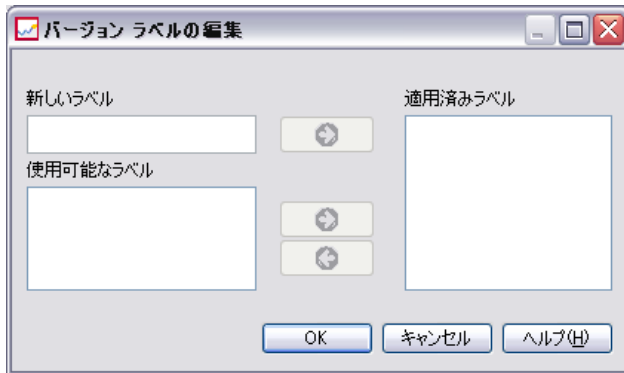 バージョン ラベルの編集
新しいラベル
適用済みラベル
使用可能なラベル
OK
キャンセル
ヘルプ(H)